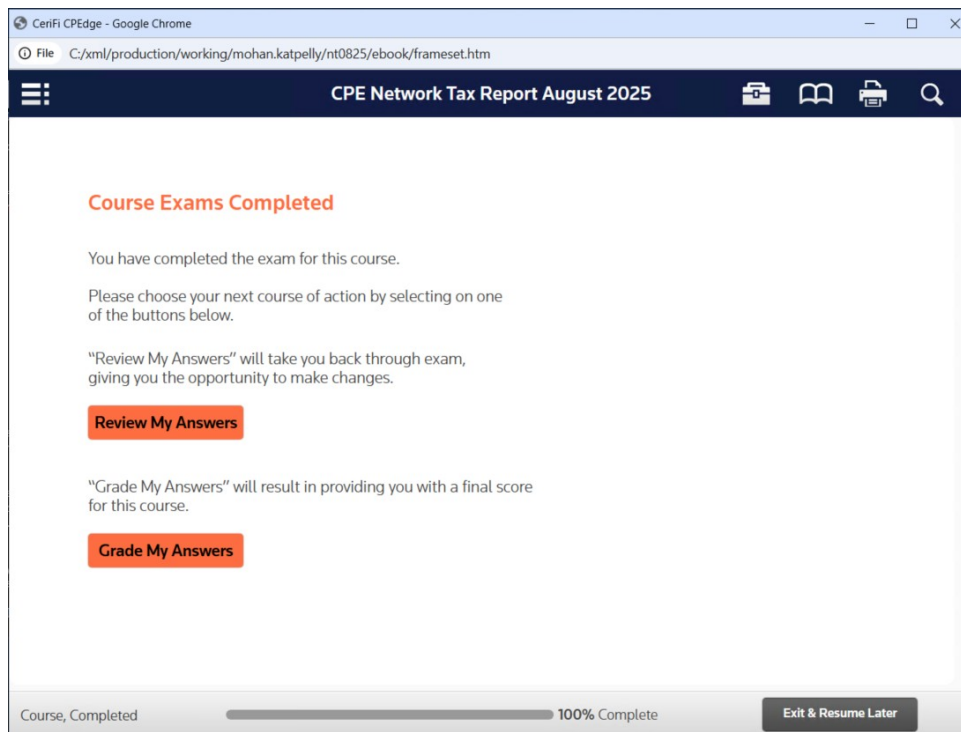 CeriFi CPEdge - Google Chrome
File C:/xml/production/working/mohan.katpelly/nt0825/ebook/frameset.htm
CPE Network Tax Report August 2025
Course Exams Completed
You have completed the exam for this course.
Please choose your next course of action by selecting on one
of the buttons below.
“Review My Answers” will take you back through exam,
giving you the opportunity to make changes.
Review My Answers
“Grade My Answers” will result in providing you with a final score
for this course.
Grade My Answers
Course, Completed
100% Complete
Exit & Resume Later